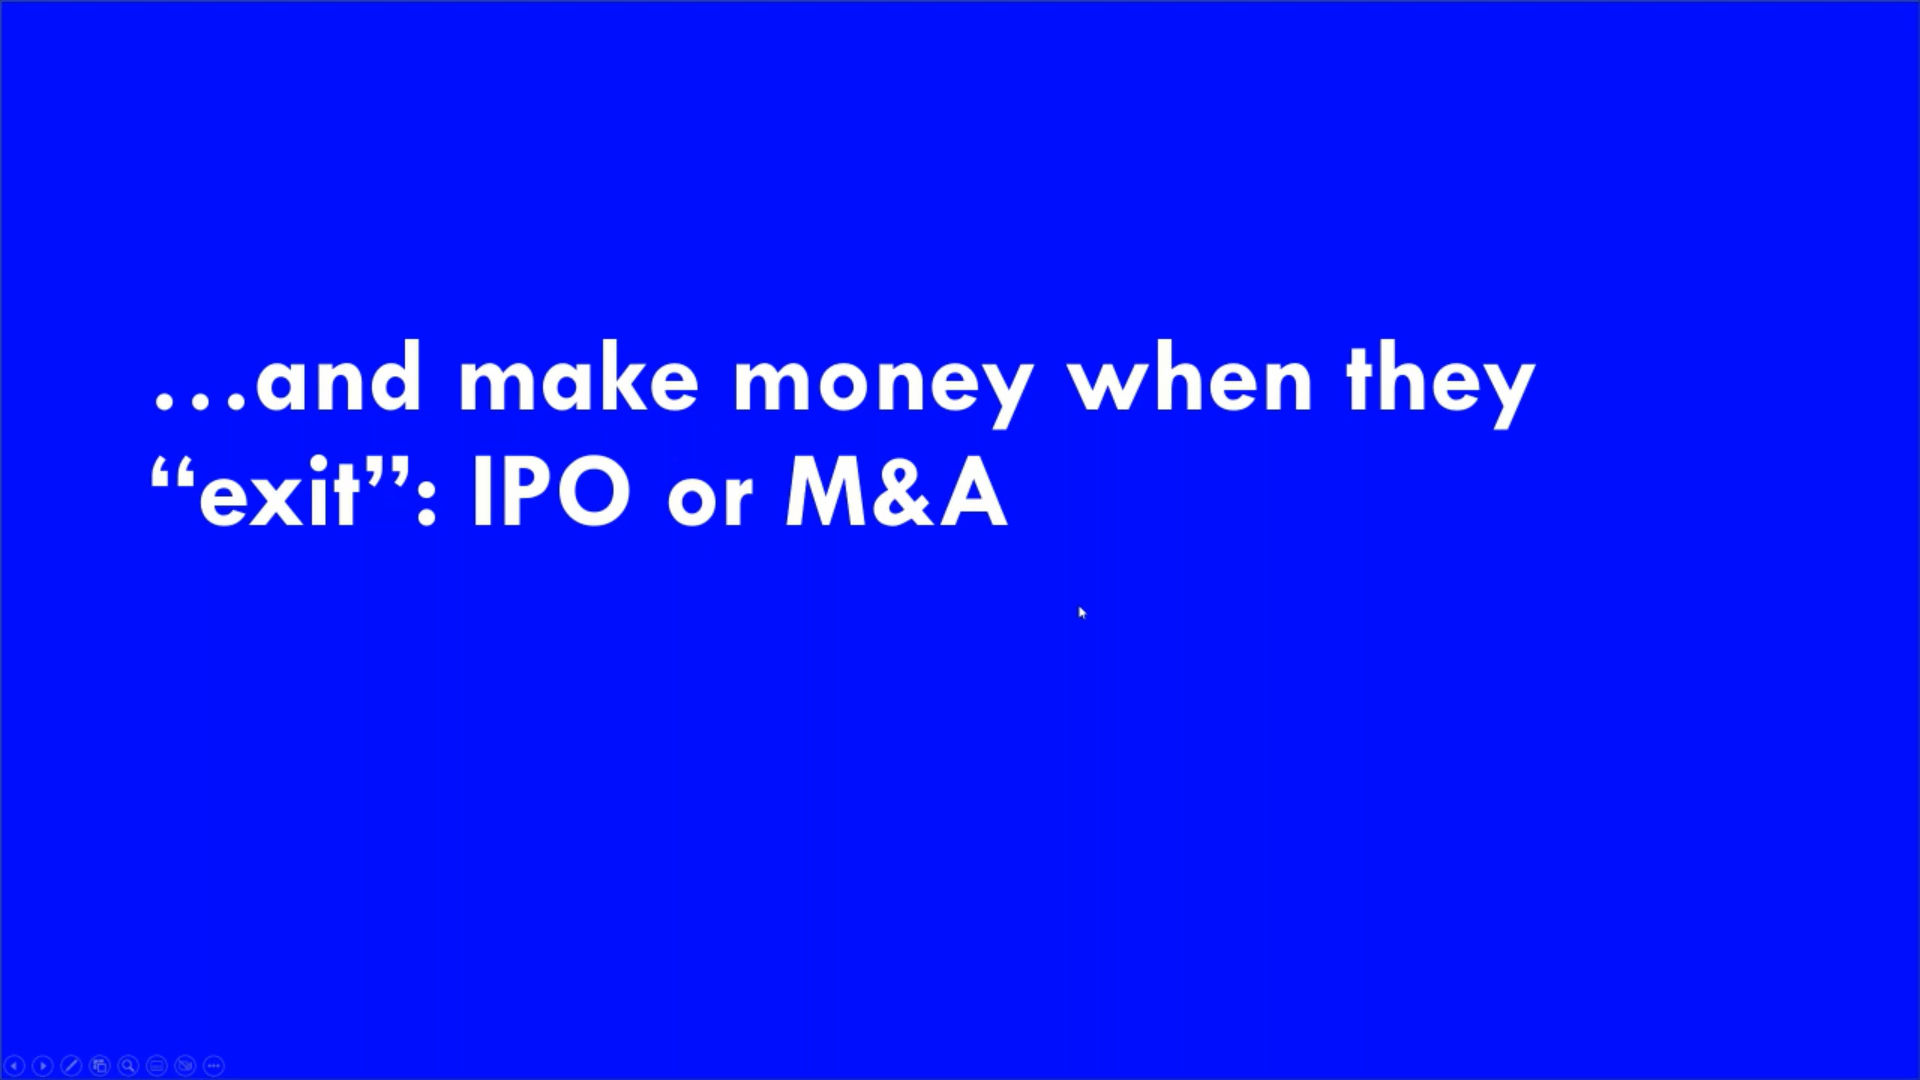 …and make money when they
“exit”: IPO or M&A